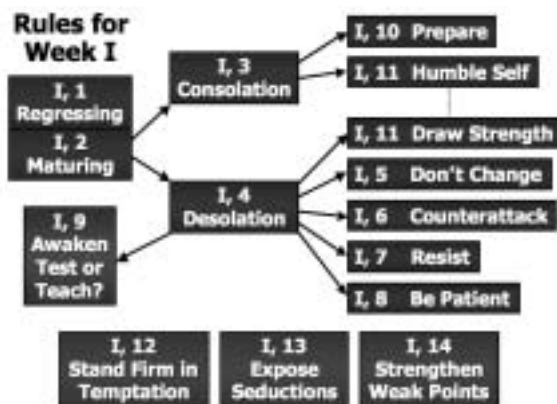 Rules for
Week I
I, 1
Regressing
I, 2
Maturing
I, 3
Consolation
I, 4
Desolation
I, 9
Awaken
Test or
Teach?
I, 10 Prepare
I, 11 Humble Self
I, 11 Draw Strength
I, 5 Don't Change
I, 6 Counterattack
I, 7 Resist
I, 8 Be Patient
I, 12
Stand Firm in
Temptation
I, 13
Expose
Seductions
I, 14
Strengthen
Weak Points